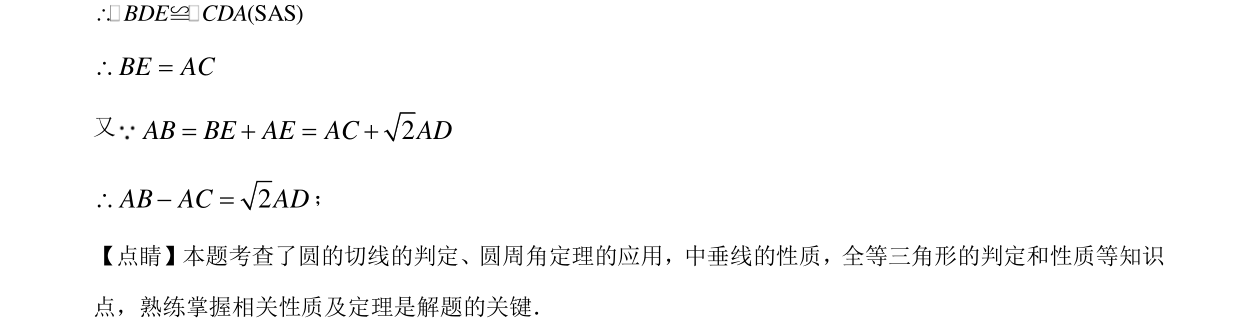 ∴□BDE≌□CDA(SAS)
∴BE=AC
又∵AB=BE+AE=AC+√2AD
∴AB−AC=√2AD；
【点睛】本题考查了圆的切线的判定、圆周角定理的应用，中垂线的性质，全等三角形的判定和性质等知识
点，熟练掌握相关性质及定理是解题的关键．